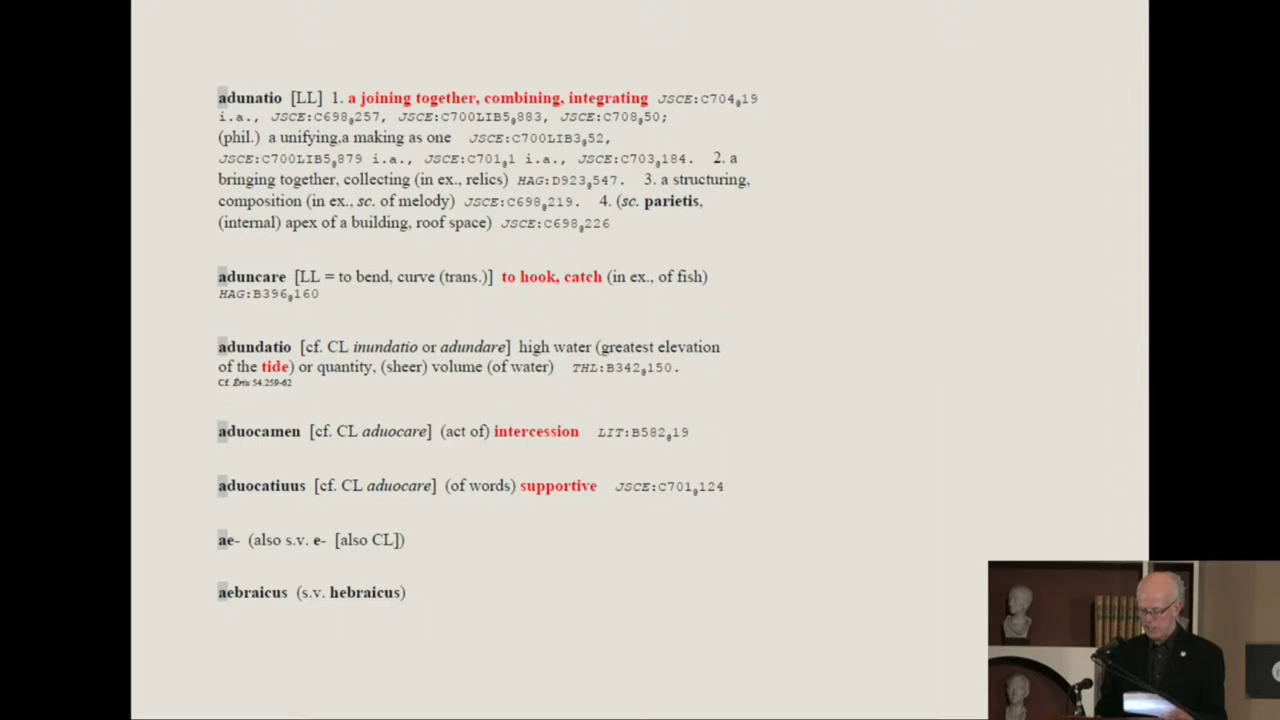 adunatio [LL] 1. a joining together, combining, integrating JSCE:C704,19
i.a., JSCE:C698,257, JSCE:C700LIB5,883, JSCE:C708,50;
(phil.) a unifying,a making as one JSCE:C700LIB3,52,
JSCE:C700LIB5,879 i.a., JSCE:C701,1 i.a., JSCE:C703,184. 2. a
bringing together, collecting (in ex., relics) HAG:D923,547. 3. a structuring,
composition (in ex., sc. of melody) JSCE:C698,219. 4. (sc. parietis,
(internal) apex of a building, roof space) JSCE:C698,226
aduncare [LL = to bend, curve (trans.)] to hook, catch (in ex., of fish)
HAG:B396,160
adundatio [cf. CL inundatio or adundare] high water (greatest elevation
of the tide) or quantity, (sheer) volume (of water) THL:B342,150.
Cf. Ériu 54.259-62
aduocamen [cf. CL aduocare] (act of) intercession LIT:B582,19
aduocatiuus [cf. CL aduocare] (of words) supportive JSCE:C701,124
ae- (also s.v. e- [also CL])
aebraicus (s.v. hebraicus)